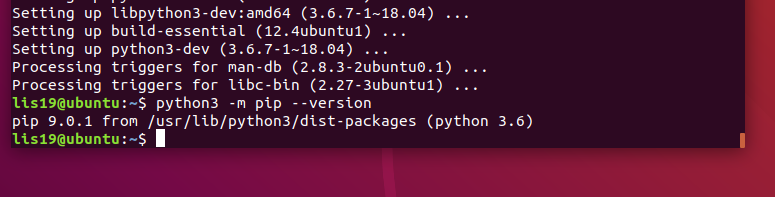 Setting up libpython3-dev:amd64 (3.6.7-1~18.04) ...
Setting up build-essential (12.4ubuntu1) ...
Setting up python3-dev (3.6.7-1~18.04) ...
Processing triggers for man-db (2.8.3-2ubuntu0.1) ...
Processing triggers for libc-bin (2.27-3ubuntu1) ...
lis19@ubuntu:~$ python3 -m pip --version
pip 9.0.1 from /usr/lib/python3/dist-packages (python 3.6)
lis19@ubuntu:~$